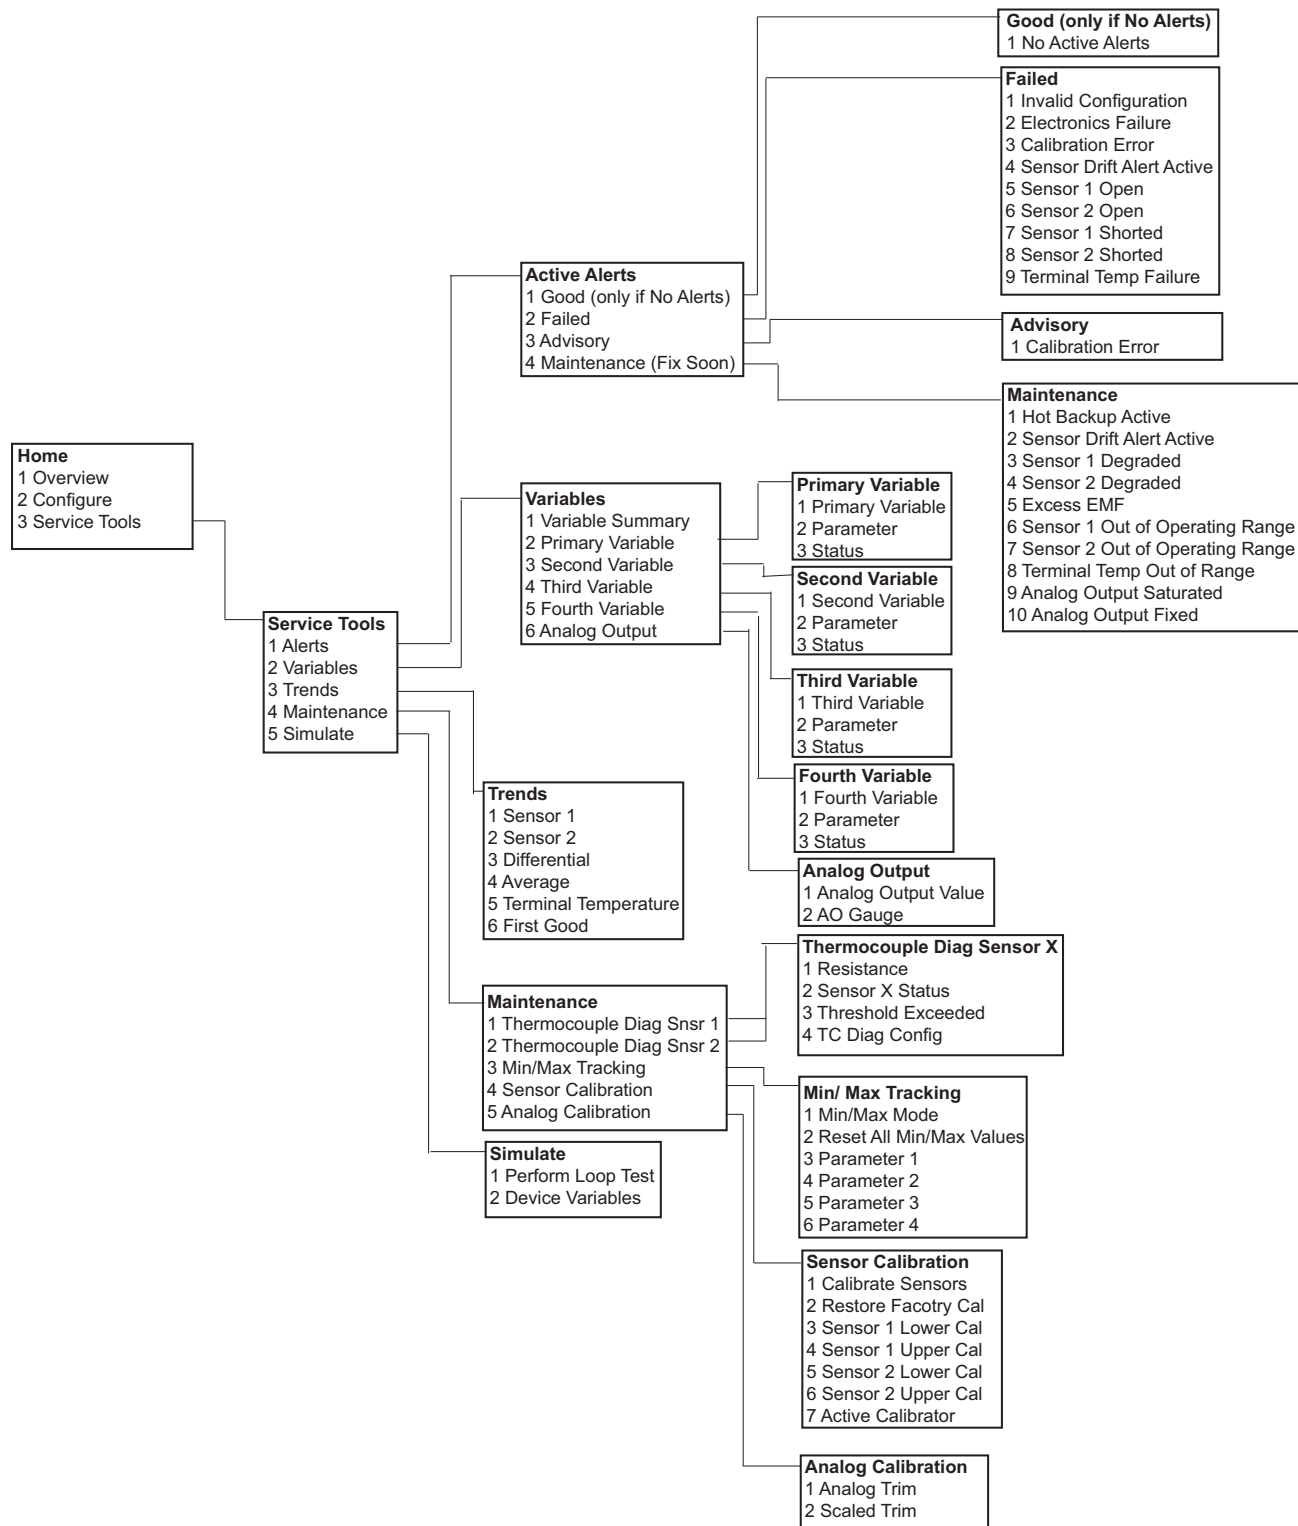 Good (only if No Alerts)
1 No Active Alerts
Failed
1 Invalid Configuration
2 Electronics Failure
3 Calibration Error
4 Sensor Drift Alert Active
5 Sensor 1 Open
6 Sensor 2 Open
7 Sensor 1 Shorted
8 Sensor 2 Shorted
9 Terminal Temp Failure
Active Alerts
1 Good (only if No Alerts)
2 Failed
3 Advisory
4 Maintenance (Fix Soon)
Advisory
1 Calibration Error
Maintenance
1 Hot Backup Active
2 Sensor Drift Alert Active
3 Sensor 1 Degraded
4 Sensor 2 Degraded
5 Excess EMF
6 Sensor 1 Out of Operating Range
7 Sensor 2 Out of Operating Range
8 Terminal Temp Out of Range
9 Analog Output Saturated
10 Analog Output Fixed
Home
1 Overview
2 Configure
3 Service Tools
Variables
1 Variable Summary
2 Primary Variable
3 Second Variable
4 Third Variable
5 Fourth Variable
6 Analog Output
Primary Variable
1 Primary Variable
2 Parameter
3 Status
Second Variable
1 Second Variable
2 Parameter
3 Status
Service Tools
1 Alerts
2 Variables
3 Trends
4 Maintenance
5 Simulate
Third Variable
1 Third Variable
2 Parameter
3 Status
Fourth Variable
1 Fourth Variable
2 Parameter
3 Status
Trends
1 Sensor 1
2 Sensor 2
3 Differential
4 Average
5 Terminal Temperature
6 First Good
Analog Output
1 Analog Output Value
2 AO Gauge
Thermocouple Diag Sensor X
1 Resistance
2 Sensor X Status
3 Threshold Exceeded
4 TC Diag Config
Maintenance
1 Thermocouple Diag Snsr 1
2 Thermocouple Diag Snsr 2
3 Min/Max Tracking
4 Sensor Calibration
5 Analog Calibration
Min/ Max Tracking
1 Min/Max Mode
2 Reset All Min/Max Values
3 Parameter 1
4 Parameter 2
5 Parameter 3
6 Parameter 4
Simulate
1 Perform Loop Test
2 Device Variables
Sensor Calibration
1 Calibrate Sensors
2 Restore Facotry Cal
3 Sensor 1 Lower Cal
4 Sensor 1 Upper Cal
5 Sensor 2 Lower Cal
6 Sensor 2 Upper Cal
7 Active Calibrator
Analog Calibration
1 Analog Trim
2 Scaled Trim